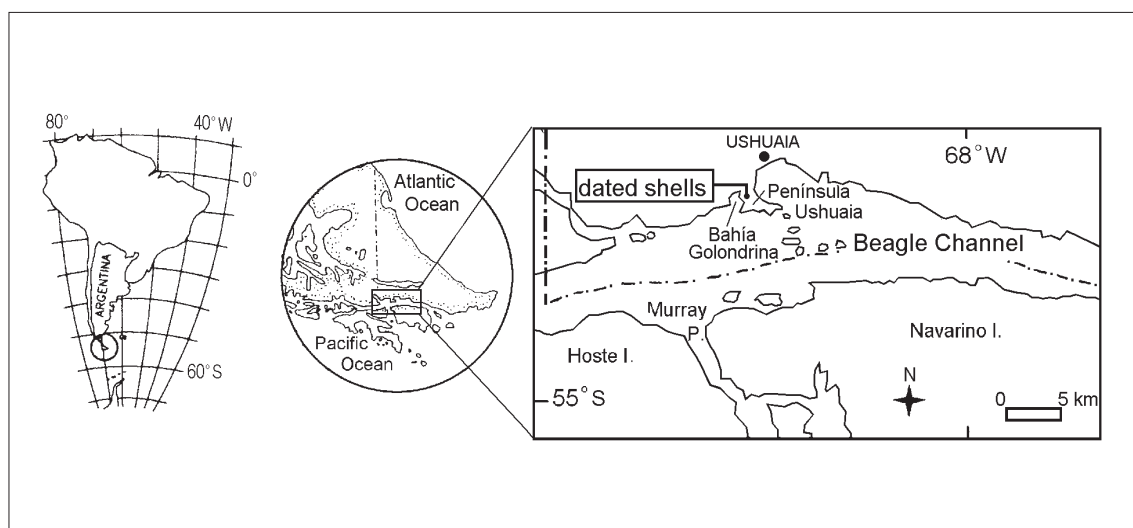 80°
40°W
0°
ARGENTINA
60°S
Atlantic
Ocean
Pacific
Ocean
USHUAIA
68°W
dated shells
Península
Ushuaia
Bahía
Golondrina
Beagle Channel
Murray
P.
Hoste I.
Navarino I.
55°S
N
0
5 km